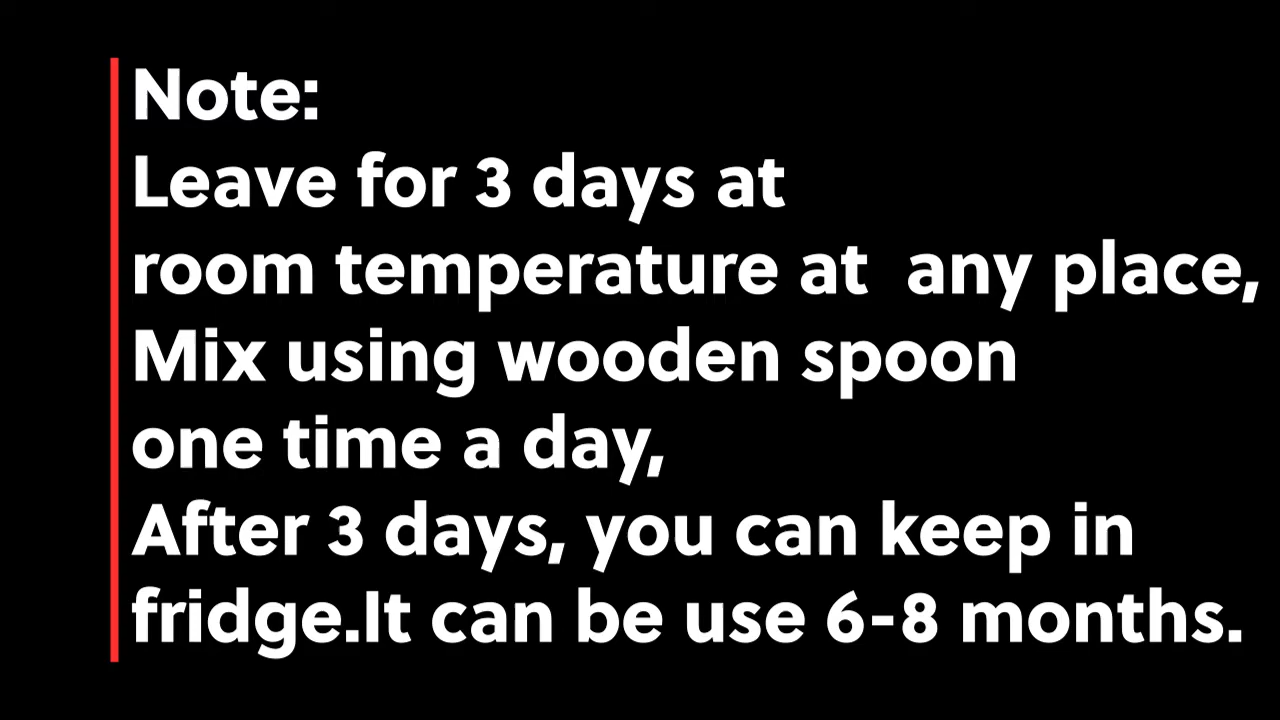 Note:
Leave for 3 days at
room temperature at  any place,
Mix using wooden spoon
one time a day,
After 3 days, you can keep in
fridge.It can be use 6-8 months.